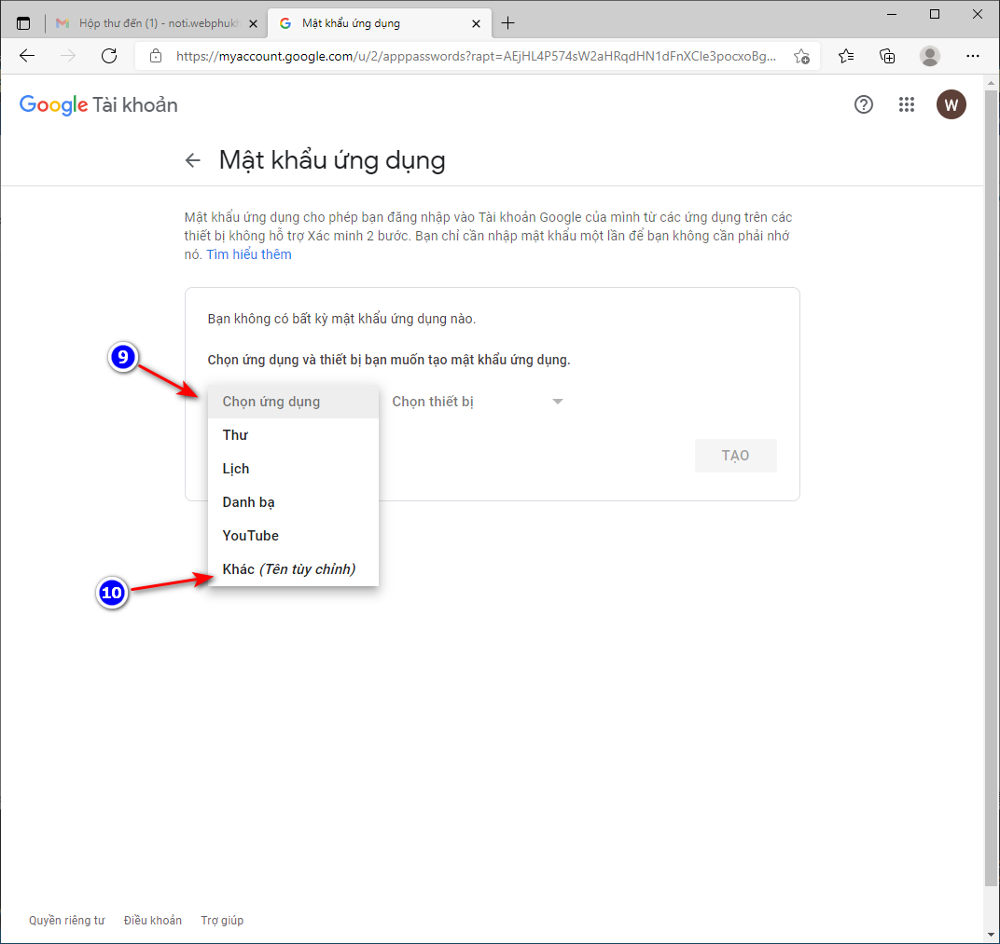 Hộp thư đến (1) - noti.webphukh
Mật khẩu ứng dụng
https://myaccount.google.com/u/2/apppasswords?rapt=AEjHL4P574sW2aHRqdHN1dFnXCle3pocxoBg...
Google Tài khoản
W
Mật khẩu ứng dụng
Mật khẩu ứng dụng cho phép bạn đăng nhập vào Tài khoản Google của mình từ các ứng dụng trên các
thiết bị không hỗ trợ Xác minh 2 bước. Bạn chỉ cần nhập mật khẩu một lần để bạn không cần phải nhớ
nó. Tìm hiểu thêm
Bạn không có bất kỳ mật khẩu ứng dụng nào.
9
Chọn ứng dụng và thiết bị bạn muốn tạo mật khẩu ứng dụng.
Chọn ứng dụng
Chọn thiết bị
Thư
TẠO
Lịch
Danh bạ
YouTube
Khác (Tên tùy chỉnh)
10
Quyền riêng tư
Điều khoản
Trợ giúp